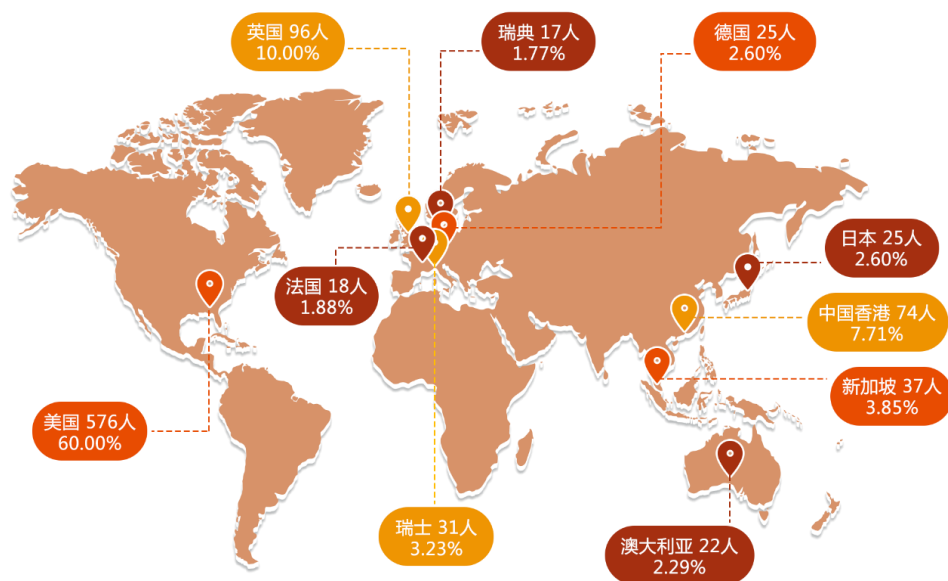 英国 96人
10.00%
瑞典 17人
1.77%
德国 25人
2.60%
日本 25人
2.60%
法国 18人
1.88%
中国香港 74人
7.71%
新加坡 37人
3.85%
美国 576人
60.00%
瑞士 31人
3.23%
澳大利亚 22人
2.29%